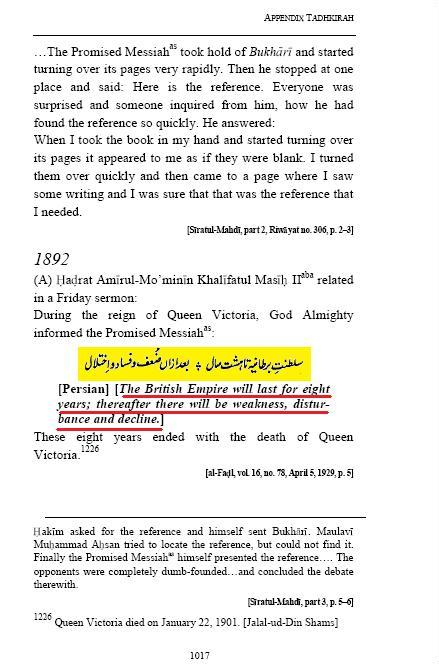 APPENDIX TADHKIRAH
…The Promised Messiahas took hold of Bukhārī and started
turning over its pages very rapidly. Then he stopped at one
place and said: Here is the reference. Everyone was
surprised and someone inquired from him, how he had
found the reference so quickly. He answered:
When I took the book in my hand and started turning over
its pages it appeared to me as if they were blank. I turned
them over quickly and then came to a page where I saw
some writing and I was sure that that was the reference that
I needed.
[Sīratul-Mahdī, part 2, Riwāyat no. 306, p. 2–3]
1892
(A) Ḥaḍrat Amīrul-Mo’minīn Khalīfatul Masīḥ IIaba related
in a Friday sermon:
During the reign of Queen Victoria, God Almighty
informed the Promised Messiahas:
سلطنتِ برطانیہ تا ہشت سال ٭ بعد ازاں ضُعف و فساد و اختلال
[Persian] [The British Empire will last for eight
years; thereafter there will be weakness, distur-
bance and decline.]
These eight years ended with the death of Queen
Victoria.1226
[al-Faḍl, vol. 16, no. 78, April 5, 1929, p. 5]
Ḥakīm asked for the reference and himself sent Bukhārī. Maulavī
Muḥammad Aḥsan tried to locate the reference, but could not find it.
Finally the Promised Messiahas himself presented the reference.… The
opponents were completely dumb-founded…and concluded the debate
therewith.
[Sīratul-Mahdī, part 3, p. 5–6]
1226 Queen Victoria died on January 22, 1901. [Jalal-ud-Din Shams]
1017